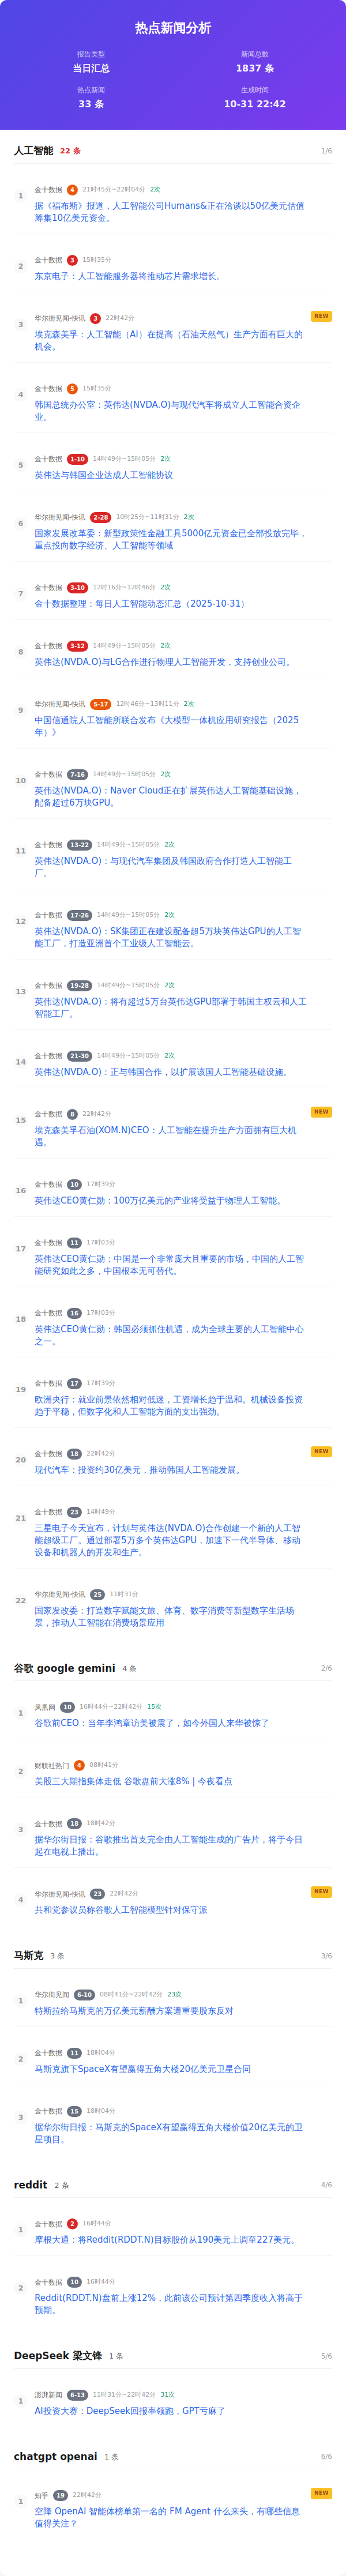 热点新闻分析
报告类型
新闻总数
当日汇总
1837 条
热点新闻
生成时间
33 条
10-31 22:42
人工智能 22 条 1/6
1 金十数据 4 21时45分~22时04分 2次
据《福布斯》报道，人工智能公司Humans&正在洽谈以50亿美元估值
筹集10亿美元资金。
2 金十数据 3 15时35分
东京电子：人工智能服务器将推动芯片需求增长。
3 华尔街见闻-快讯 3 22时42分 NEW
埃克森美孚：人工智能（AI）在提高（石油天然气）生产方面有巨大的
机会。
4 金十数据 5 15时35分
韩国总统办公室：英伟达(NVDA.O)与现代汽车将成立人工智能合资企
业。
5 金十数据 1-10 14时49分~15时05分 2次
英伟达与韩国企业达成人工智能协议
6 华尔街见闻-快讯 2-28 10时25分~11时31分 2次
国家发展改革委：新型政策性金融工具5000亿元资金已全部投放完毕，
重点投向数字经济、人工智能等领域
7 金十数据 3-10 12时16分~12时46分 2次
金十数据整理：每日人工智能动态汇总（2025-10-31）
8 金十数据 3-12 14时49分~15时05分 2次
英伟达(NVDA.O)与LG合作进行物理人工智能开发，支持创业公司。
9 华尔街见闻-快讯 5-17 12时46分~13时11分 2次
中国信通院人工智能所联合发布《大模型一体机应用研究报告（2025
年）》
10 金十数据 7-16 14时49分~15时05分 2次
英伟达(NVDA.O)：Naver Cloud正在扩展英伟达人工智能基础设施，
配备超过6万块GPU。
11 金十数据 13-22 14时49分~15时05分 2次
英伟达(NVDA.O)：与现代汽车集团及韩国政府合作打造人工智能工
厂。
12 金十数据 17-26 14时49分~15时05分 2次
英伟达(NVDA.O)：SK集团正在建设配备超5万块英伟达GPU的人工智
能工厂，打造亚洲首个工业级人工智能云。
13 金十数据 19-28 14时49分~15时05分 2次
英伟达(NVDA.O)：将有超过5万台英伟达GPU部署于韩国主权云和人工
智能工厂。
14 金十数据 21-30 14时49分~15时05分 2次
英伟达(NVDA.O)：正与韩国合作，以扩展该国人工智能基础设施。
15 金十数据 8 22时42分 NEW
埃克森美孚石油(XOM.N)CEO：人工智能在提升生产方面拥有巨大机
遇。
16 金十数据 10 17时39分
英伟达CEO黄仁勋：100万亿美元的产业将受益于物理人工智能。
17 金十数据 11 17时03分
英伟达CEO黄仁勋：中国是一个非常庞大且重要的市场，中国的人工智
能研究如此之多，中国根本无可替代。
18 金十数据 16 17时03分
英伟达CEO黄仁勋：韩国必须抓住机遇，成为全球主要的人工智能中心
之一。
19 金十数据 17 17时39分
欧洲央行：就业前景依然相对低迷，工资增长趋于温和。机械设备投资
趋于平稳，但数字化和人工智能方面的支出强劲。
20 金十数据 18 22时42分 NEW
现代汽车：投资约30亿美元，推动韩国人工智能发展。
21 金十数据 23 14时49分
三星电子今天宣布，计划与英伟达(NVDA.O)合作创建一个新的人工智
能超级工厂。通过部署5万多个英伟达GPU，加速下一代半导体、移动
设备和机器人的开发和生产。
22 华尔街见闻-快讯 25 11时31分
国家发改委：打造数字赋能文旅、体育、数字消费等新型数字生活场
景，推动人工智能在消费场景应用
谷歌 google gemini 4 条 2/6
1 凤凰网 10 16时44分~22时42分 15次
谷歌前CEO：当年李鸿章访美被震了，如今外国人来华被惊了
2 财联社热门 4 08时41分
美股三大期指集体走低 谷歌盘前大涨8% | 今夜看点
3 金十数据 18 18时42分
据华尔街日报：谷歌推出首支完全由人工智能生成的广告片，将于今日
起在电视上播出。
4 华尔街见闻-快讯 23 22时42分 NEW
共和党参议员称谷歌人工智能模型针对保守派
马斯克 3 条 3/6
1 华尔街见闻 6-10 08时41分~22时42分 23次
特斯拉给马斯克的万亿美元薪酬方案遭重要股东反对
2 金十数据 11 18时04分
马斯克旗下SpaceX有望赢得五角大楼20亿美元卫星合同
3 金十数据 15 18时04分
据华尔街日报：马斯克的SpaceX有望赢得五角大楼价值20亿美元的卫
星项目。
reddit 2 条 4/6
1 金十数据 2 16时44分
摩根大通：将Reddit(RDDT.N)目标股价从190美元上调至227美元。
2 金十数据 10 16时44分
Reddit(RDDT.N)盘前上涨12%，此前该公司预计第四季度收入将高于
预期。
DeepSeek 梁文锋 1 条 5/6
1 澎湃新闻 6-13 11时31分~22时42分 31次
AI投资大赛：DeepSeek回报率领跑，GPT亏麻了
chatgpt openai 1 条 6/6
1 知乎 19 22时42分 NEW
空降 OpenAI 智能体榜单第一名的 FM Agent 什么来头，有哪些信息
值得关注？